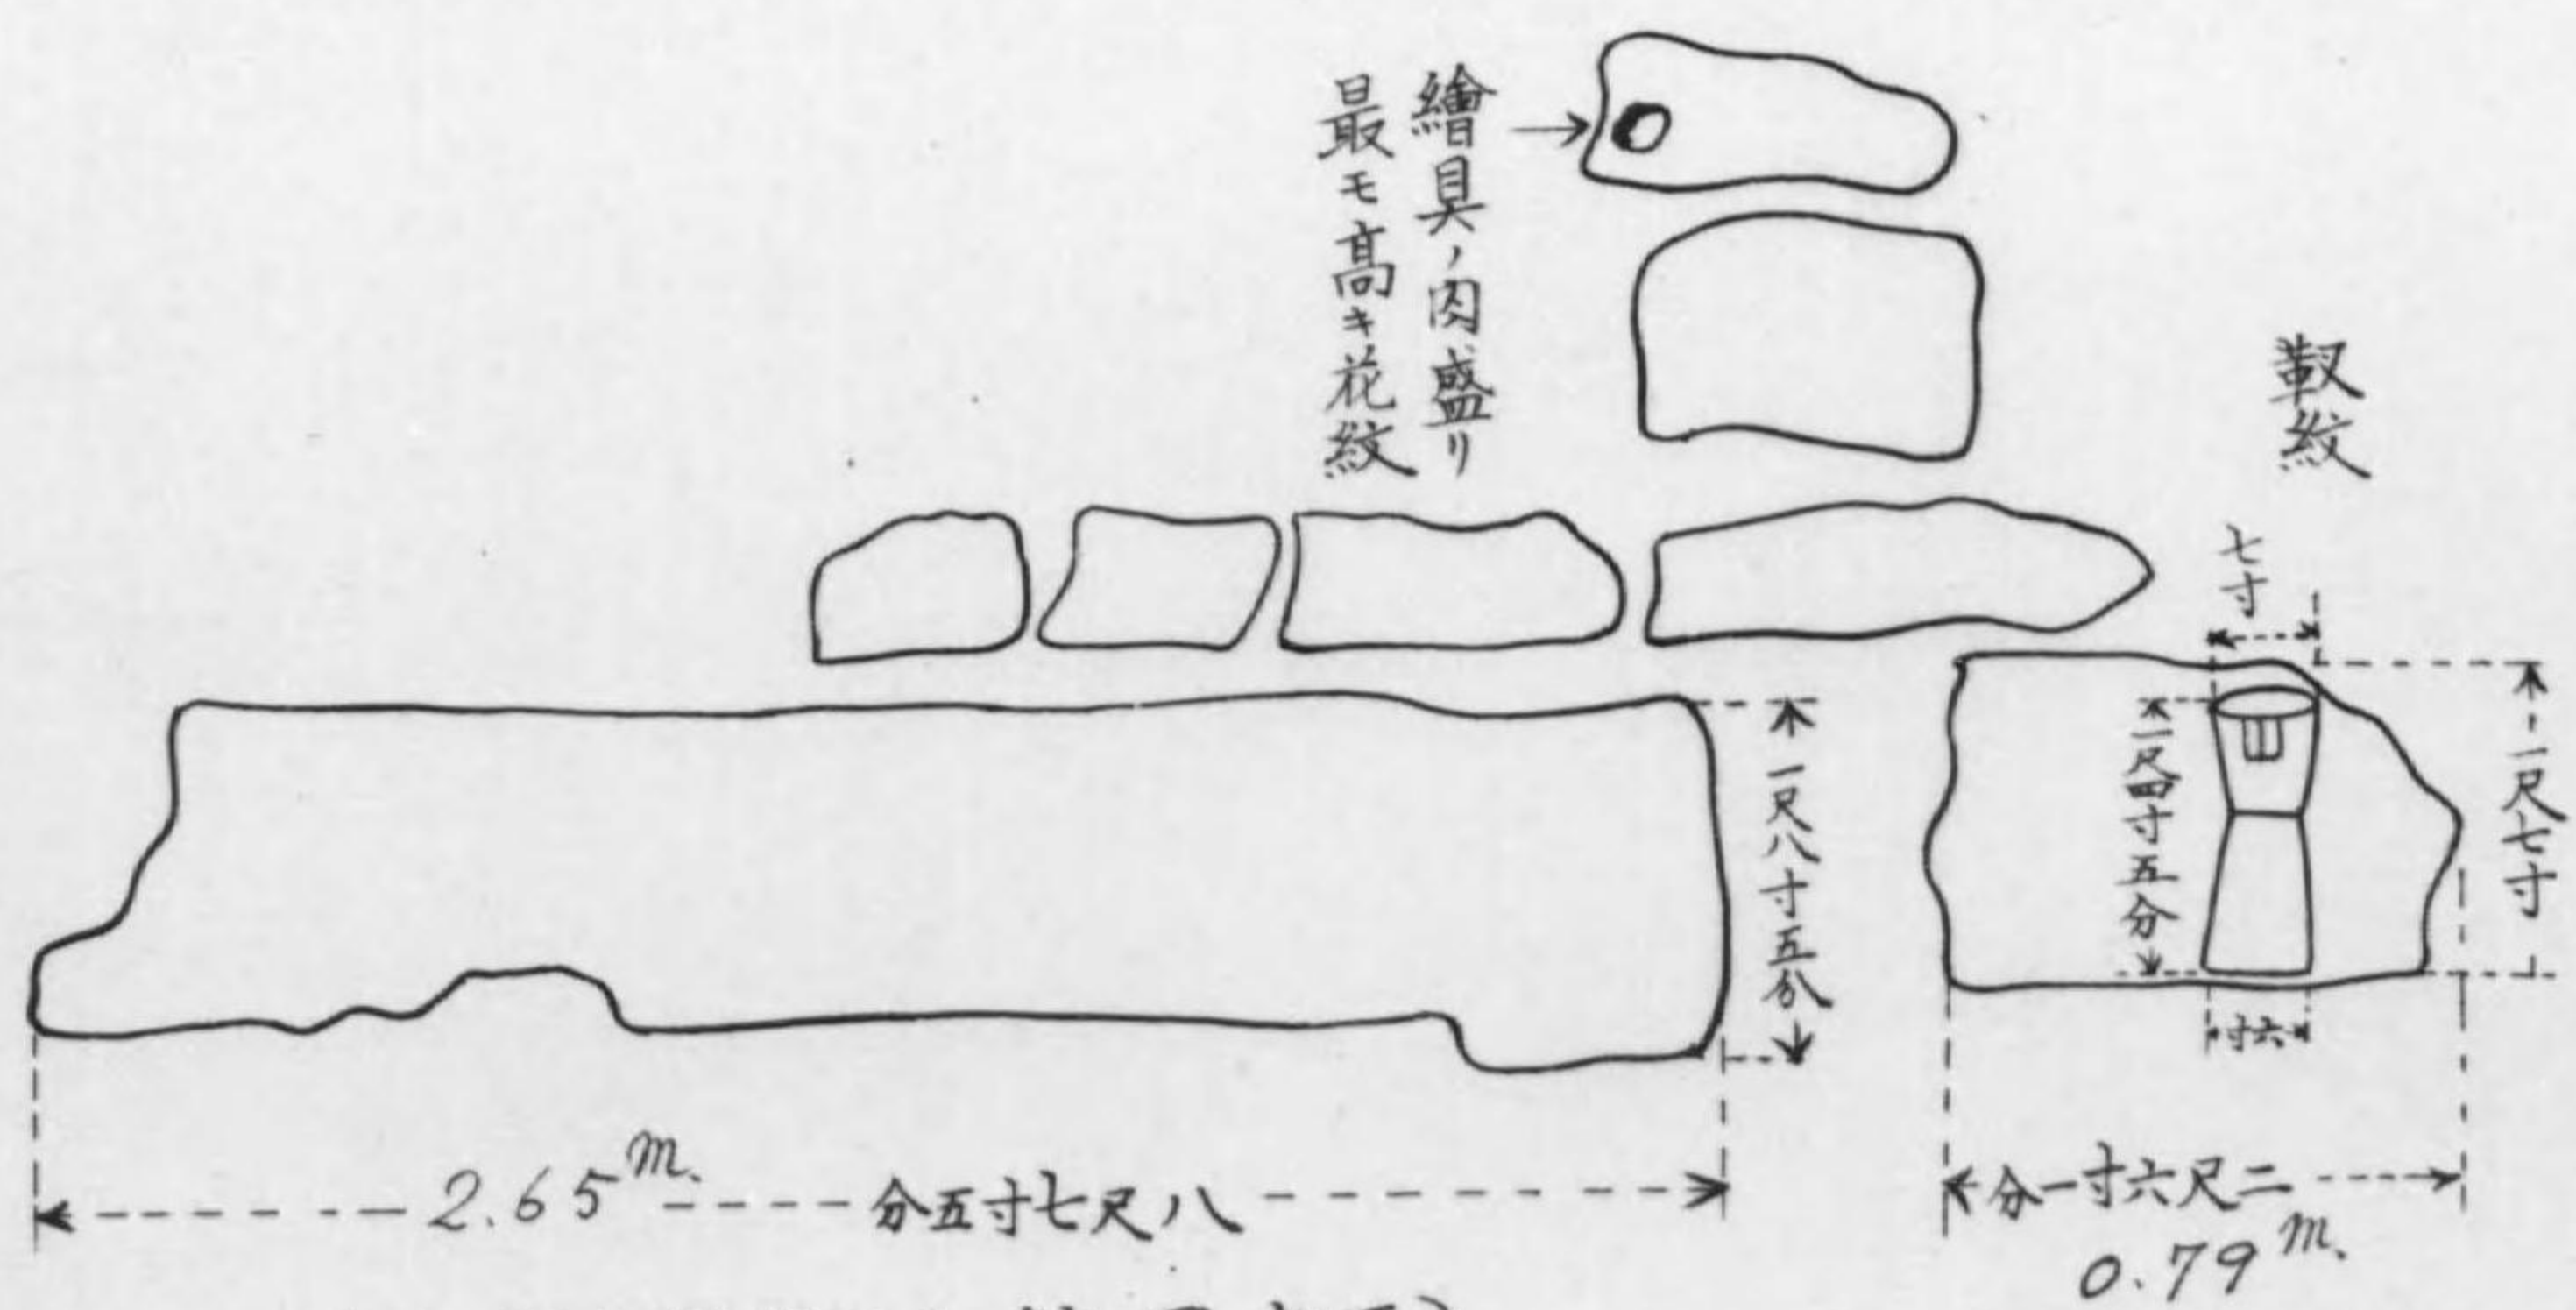 繪具ノ肉盛リ
最モ高キ花紋
靫紋
七寸
一尺七寸
一尺四寸五分
六寸
一尺八寸五分
二尺六寸一分
0.79m.
八尺七寸五分
2.65m.